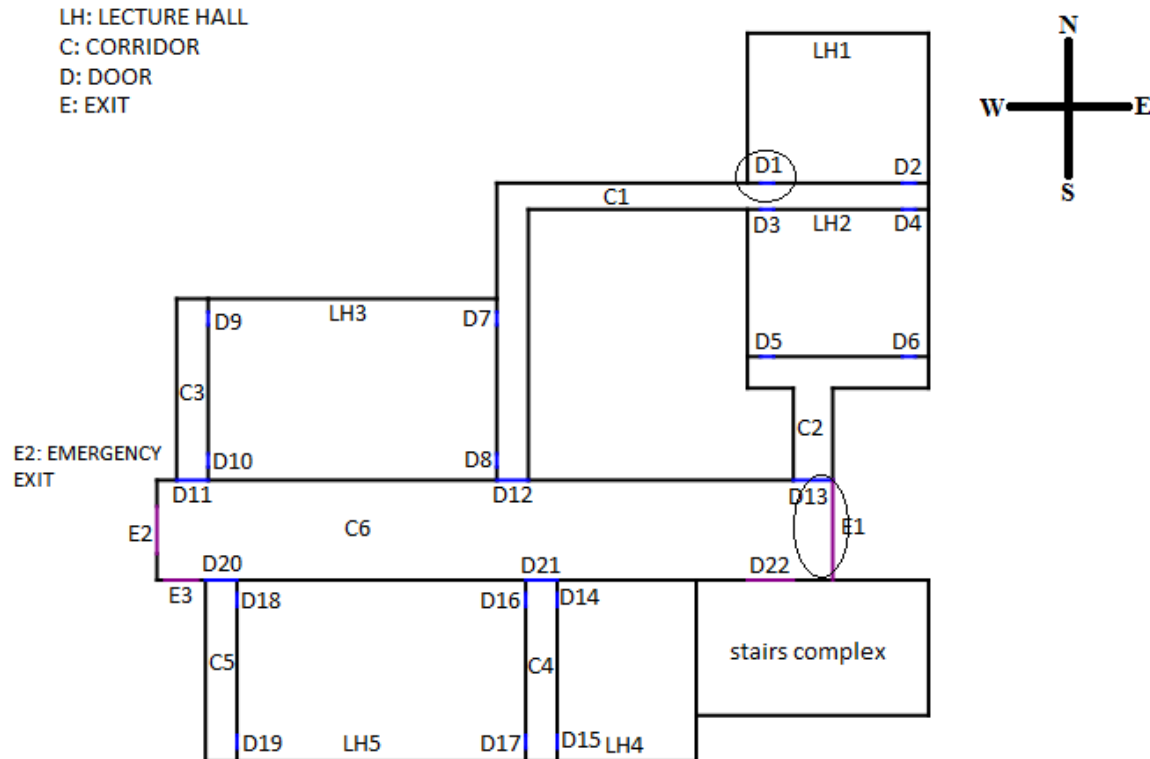 LH: LECTURE HALL
C: CORRIDOR
D: DOOR
E: EXIT
N
W
E
S
LH1
D1
D2
C1
D3
LH2
D4
D9
LH3
D7
D5
D6
C3
C2
E2: EMERGENCY
EXIT
D10
D8
D11
D12
D13
E2
C6
E1
D20
D21
D22
E3
D18
D16
D14
C5
C4
stairs complex
D19
LH5
D17
D15
LH4